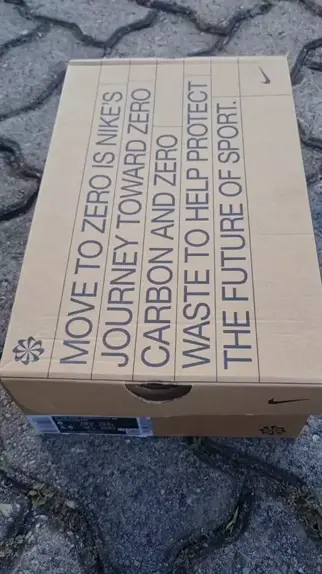 MOVE TO ZERO IS NIKE'S
JOURNEY TOWARD ZERO
CARBON AND ZERO
WASTE TO HELP PROTECT
THE FUTURE OF SPORT.